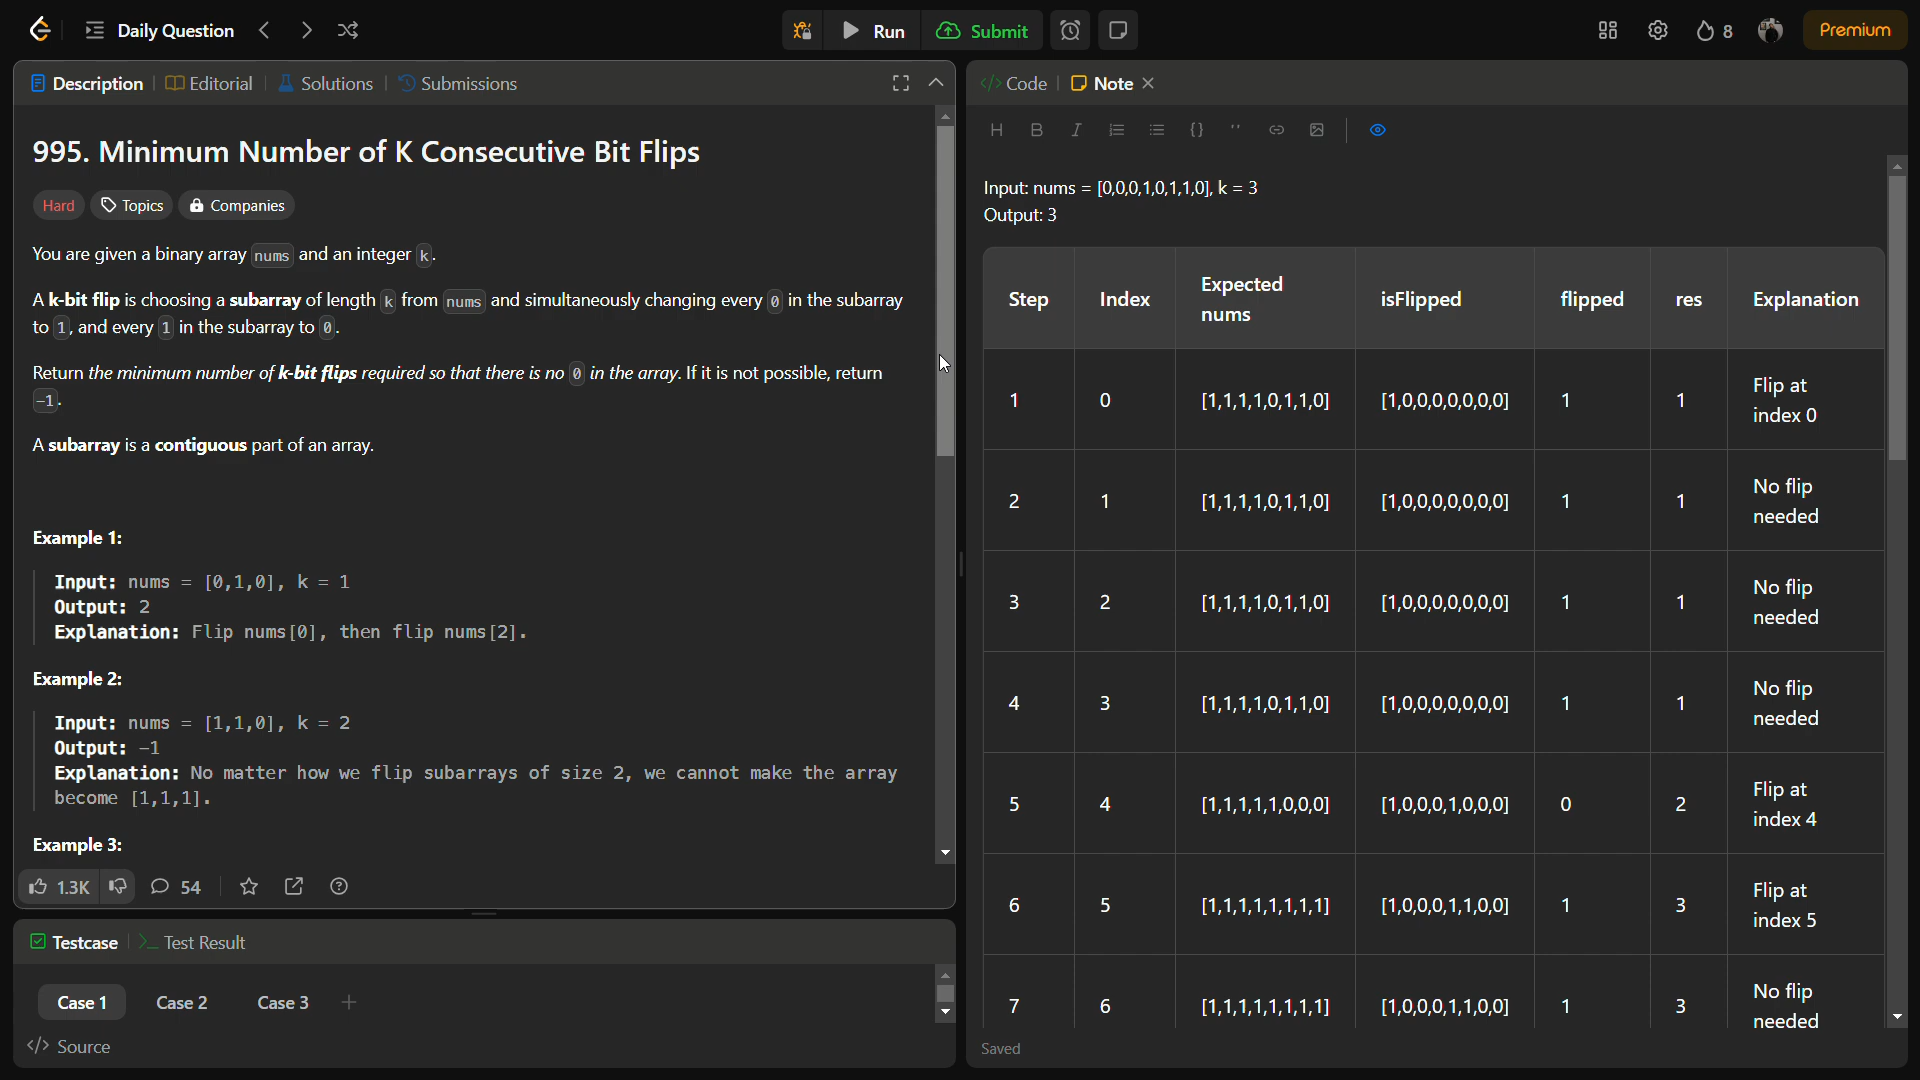 Daily Question
Run
Submit
8
Premium
Description
Editorial
Solutions
Submissions
995. Minimum Number of K Consecutive Bit Flips
Hard
Topics
Companies
You are given a binary array nums and an integer k.
A k-bit flip is choosing a subarray of length k from nums and simultaneously changing every 0 in the subarray
to 1, and every 1 in the subarray to 0.
Return the minimum number of k-bit flips required so that there is no 0 in the array. If it is not possible, return
-1.
A subarray is a contiguous part of an array.
Example 1:
Input: nums = [0,1,0], k = 1
Output: 2
Explanation: Flip nums[0], then flip nums[2].
Example 2:
Input: nums = [1,1,0], k = 2
Output: -1
Explanation: No matter how we flip subarrays of size 2, we cannot make the array
become [1,1,1].
Example 3:
1.3K
54
Testcase
Test Result
Case 1
Case 2
Case 3
</> Source
</> Code
Note
H B I {} "
Input: nums = [0,0,0,1,0,1,1,0], k = 3
Output: 3
Step Index Expected nums isFlipped flipped res Explanation
1 0 [1,1,1,1,0,1,1,0] [1,0,0,0,0,0,0,0] 1 1 Flip at index 0
2 1 [1,1,1,1,0,1,1,0] [1,0,0,0,0,0,0,0] 1 1 No flip needed
3 2 [1,1,1,1,0,1,1,0] [1,0,0,0,0,0,0,0] 1 1 No flip needed
4 3 [1,1,1,1,0,1,1,0] [1,0,0,0,0,0,0,0] 1 1 No flip needed
5 4 [1,1,1,1,1,0,0,0] [1,0,0,0,1,0,0,0] 0 2 Flip at index 4
6 5 [1,1,1,1,1,1,1,1] [1,0,0,0,1,1,0,0] 1 3 Flip at index 5
7 6 [1,1,1,1,1,1,1,1] [1,0,0,0,1,1,0,0] 1 3 No flip needed
Saved